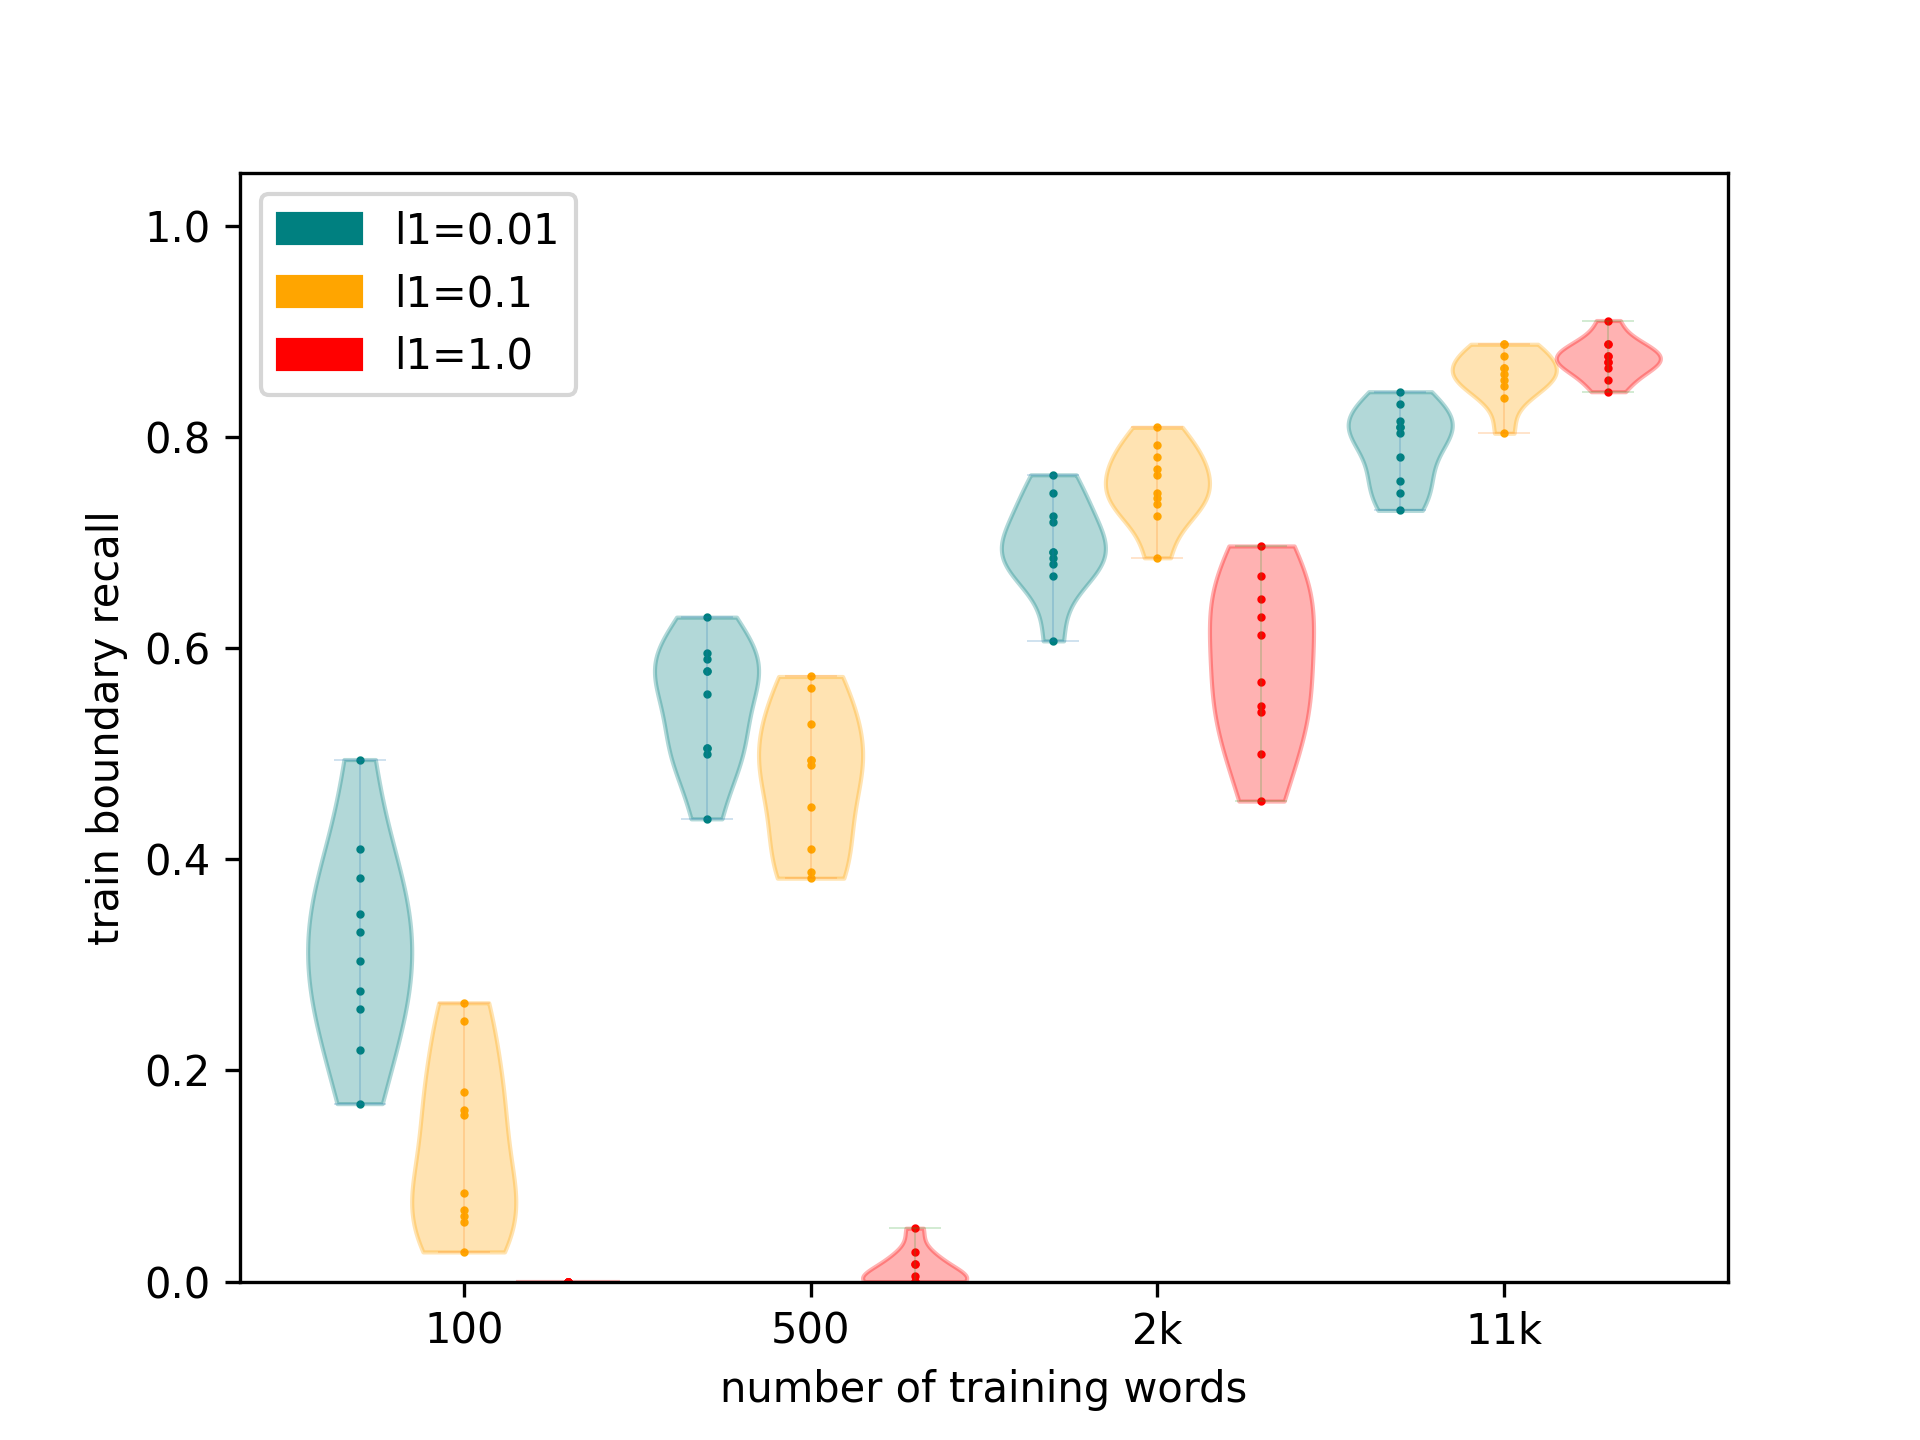 l1=0.01
l1=0.1
l1=1.0
1.0
0.8
0.6
0.4
0.2
0.0
train boundary recall
100 500 2k 11k
number of training words